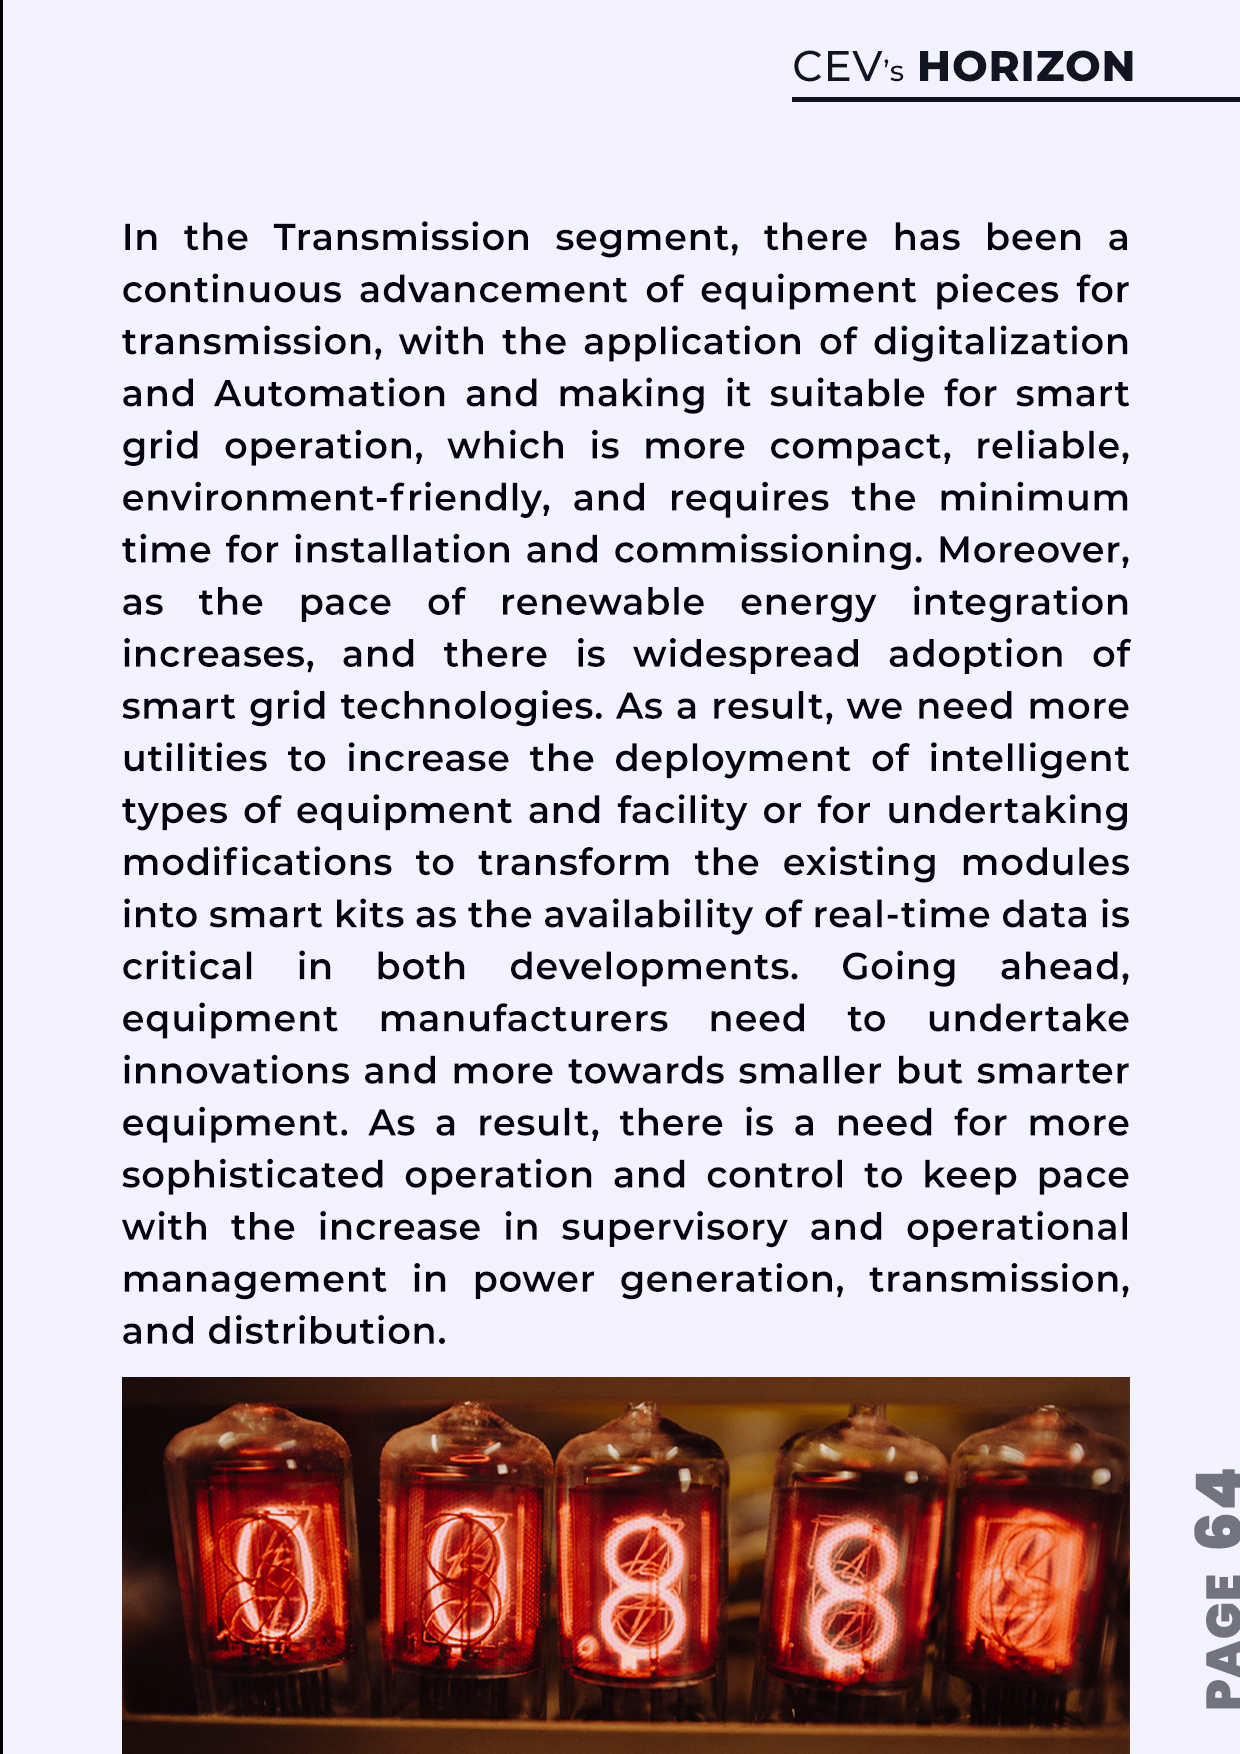 CEV's HORIZON
In the Transmission segment, there has been a
continuous advancement of equipment pieces for
transmission, with the application of digitalization
and Automation and making it suitable for smart
grid operation, which is more compact, reliable,
environment-friendly, and requires the minimum
time for installation and commissioning. Moreover,
as the pace of renewable energy integration
increases, and there is widespread adoption of
smart grid technologies. As a result, we need more
utilities to increase the deployment of intelligent
types of equipment and facility or for undertaking
modifications to transform the existing modules
into smart kits as the availability of real-time data is
critical in both developments. Going ahead,
equipment manufacturers need to undertake
innovations and more towards smaller but smarter
equipment. As a result, there is a need for more
sophisticated operation and control to keep pace
with the increase in supervisory and operational
management in power generation, transmission,
and distribution.
0 0 8 8
PAGE 64